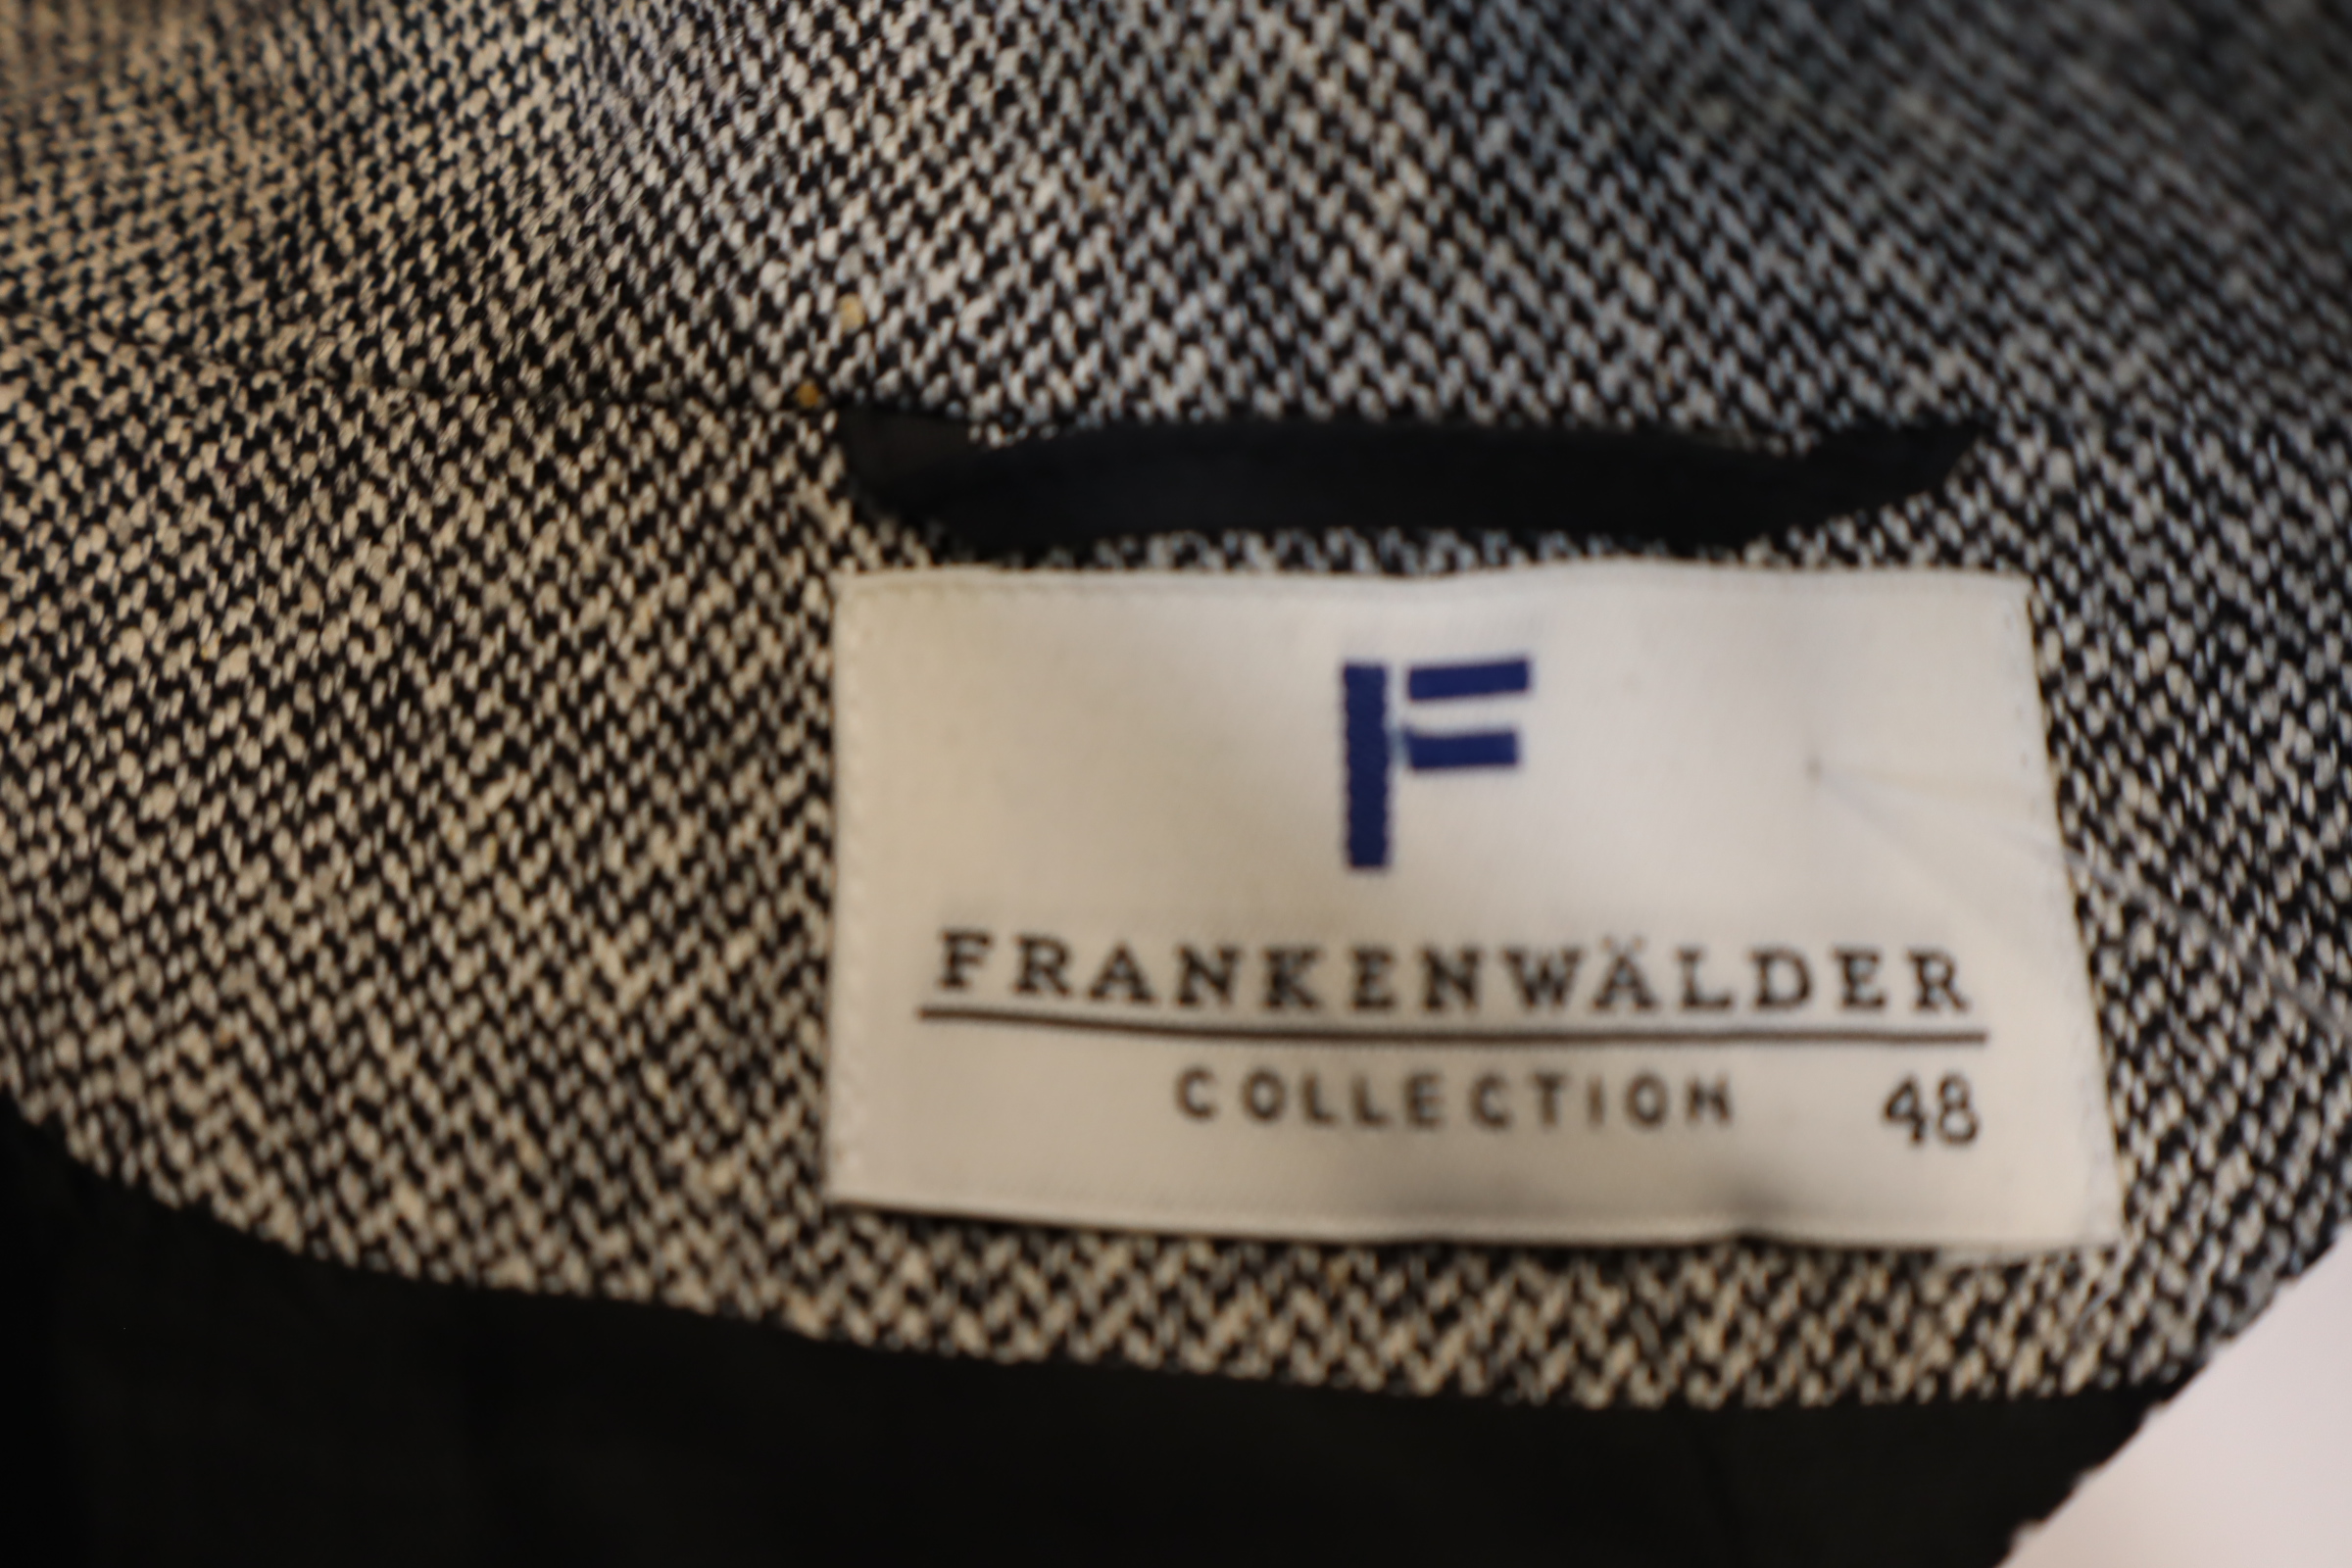 F
FRANKENWÄLDER
COLLECTION 48